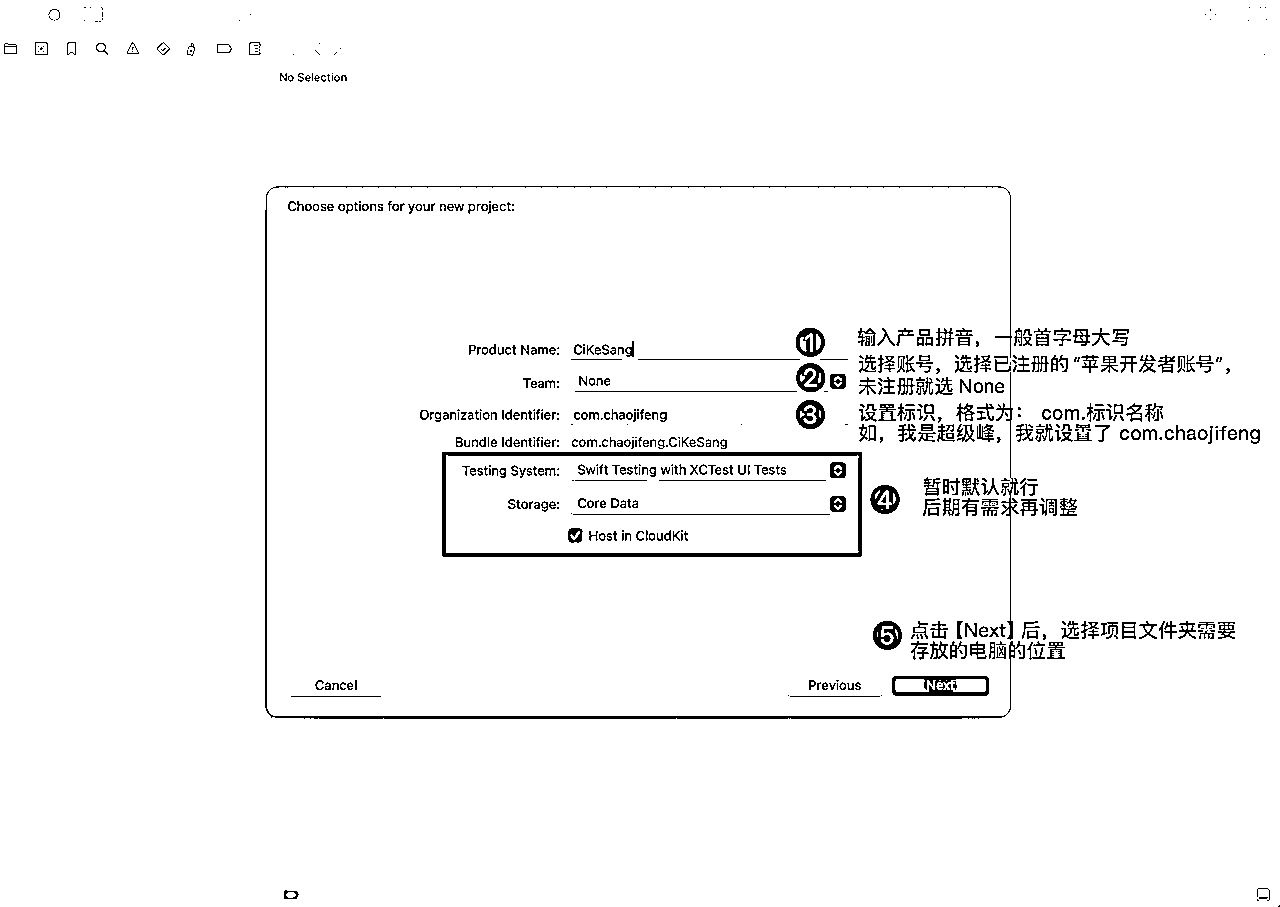 No Selection
Choose options for your new project:
Product Name: CiKeSang
① 输入产品拼音，一般首字母大写
Team: None
② 选择账号，选择已注册的“苹果开发者账号”，
未注册就选 None
Organization Identifier: com.chaojifeng
③ 设置标识，格式为： com.标识名称
如，我是超级峰，我就设置了 com.chaojifeng
Bundle Identifier: com.chaojifeng.CiKeSang
Testing System: Swift Testing with XCTest UI Tests
Storage: Core Data
Host in CloudKit
④ 暂时默认就行
后期有需求再调整
⑤ 点击【Next】后，选择项目文件夹需要
存放的电脑的位置
Cancel Previous Next